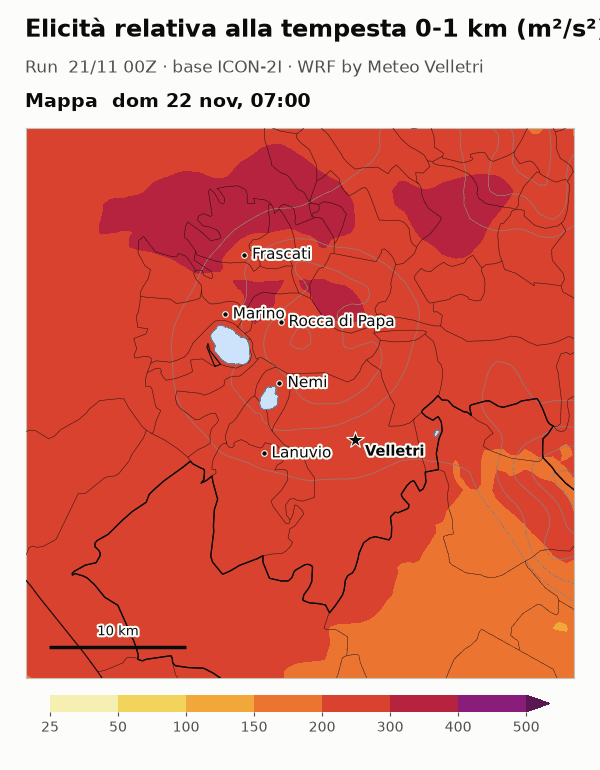 Elicità relativa alla tempesta 0-1 km (m²/s²)
Run 21/11 00Z · base ICON-2I · WRF by Meteo Velletri
Mappa dom 22 nov, 07:00
Frascati
Marino
Rocca di Papa
Nemi
Velletri
Lanuvio
10 km
25 50 100 150 200 300 400 500